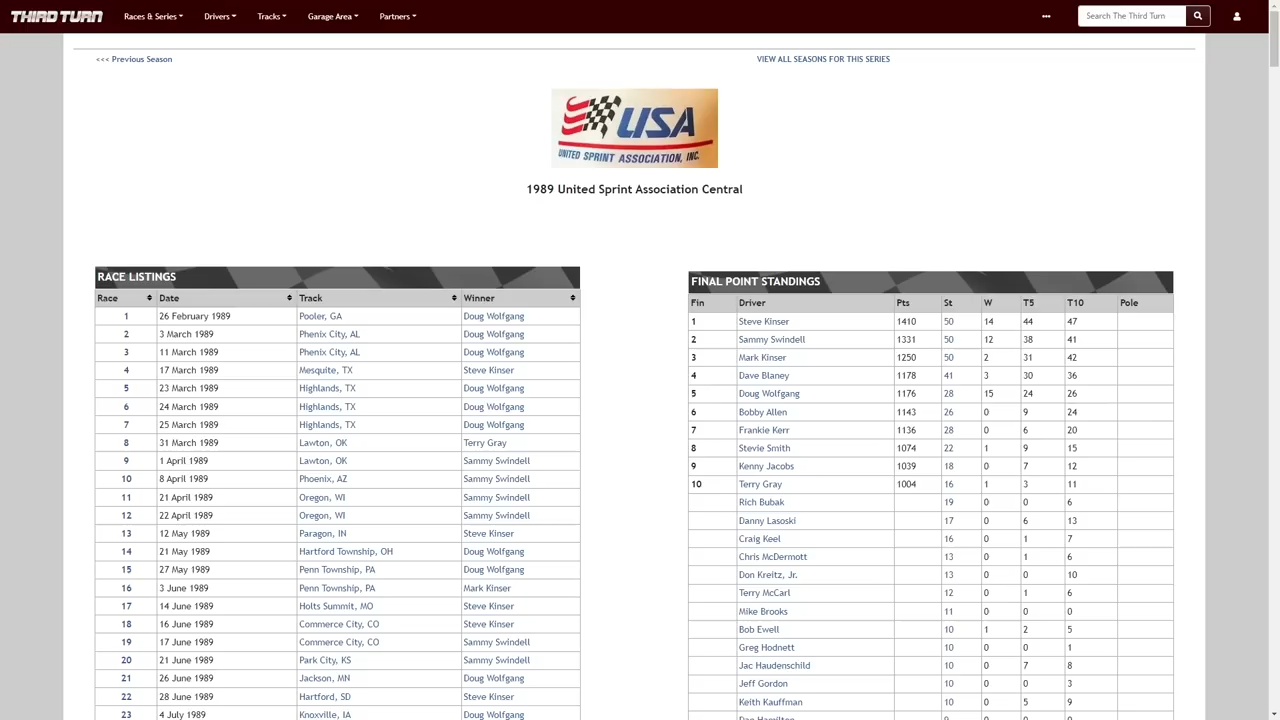 THIRD TURN Races & Series Drivers Tracks Garage Area Partners ••• Search The Third Turn
<<< Previous Season VIEW ALL SEASONS FOR THIS SERIES
USA
UNITED SPRINT ASSOCIATION, INC.
1989 United Sprint Association Central
RACE LISTINGS
Race Date Track Winner
1 26 February 1989 Pooler, GA Doug Wolfgang
2 3 March 1989 Phenix City, AL Doug Wolfgang
3 11 March 1989 Phenix City, AL Doug Wolfgang
4 17 March 1989 Mesquite, TX Steve Kinser
5 23 March 1989 Highlands, TX Doug Wolfgang
6 24 March 1989 Highlands, TX Doug Wolfgang
7 25 March 1989 Highlands, TX Doug Wolfgang
8 31 March 1989 Lawton, OK Terry Gray
9 1 April 1989 Lawton, OK Sammy Swindell
10 8 April 1989 Phoenix, AZ Sammy Swindell
11 21 April 1989 Oregon, WI Sammy Swindell
12 22 April 1989 Oregon, WI Sammy Swindell
13 12 May 1989 Paragon, IN Steve Kinser
14 21 May 1989 Hartford Township, OH Doug Wolfgang
15 27 May 1989 Penn Township, PA Doug Wolfgang
16 3 June 1989 Penn Township, PA Mark Kinser
17 14 June 1989 Holts Summit, MO Steve Kinser
18 16 June 1989 Commerce City, CO Steve Kinser
19 17 June 1989 Commerce City, CO Sammy Swindell
20 21 June 1989 Park City, KS Sammy Swindell
21 26 June 1989 Jackson, MN Doug Wolfgang
22 28 June 1989 Hartford, SD Steve Kinser
23 4 July 1989 Knoxville, IA Doug Wolfgang
FINAL POINT STANDINGS
Fin Driver Pts St W T5 T10 Pole
1 Steve Kinser 1410 50 14 44 47
2 Sammy Swindell 1331 50 12 38 41
3 Mark Kinser 1250 50 2 31 42
4 Dave Blaney 1178 41 3 30 36
5 Doug Wolfgang 1176 28 15 24 26
6 Bobby Allen 1143 26 0 9 24
7 Frankie Kerr 1136 28 0 6 20
8 Stevie Smith 1074 22 1 9 15
9 Kenny Jacobs 1039 18 0 7 12
10 Terry Gray 1004 16 1 3 11
Rich Bubak 19 0 0 6
Danny Lasoski 17 0 6 13
Craig Keel 16 0 1 7
Chris McDermott 13 0 1 6
Don Kreitz, Jr. 13 0 0 10
Terry McCarl 12 0 1 6
Mike Brooks 11 0 0 0
Bob Ewell 10 1 2 5
Greg Hodnett 10 0 0 1
Jac Haudenschild 10 0 7 8
Jeff Gordon 10 0 0 3
Keith Kauffman 10 0 5 9